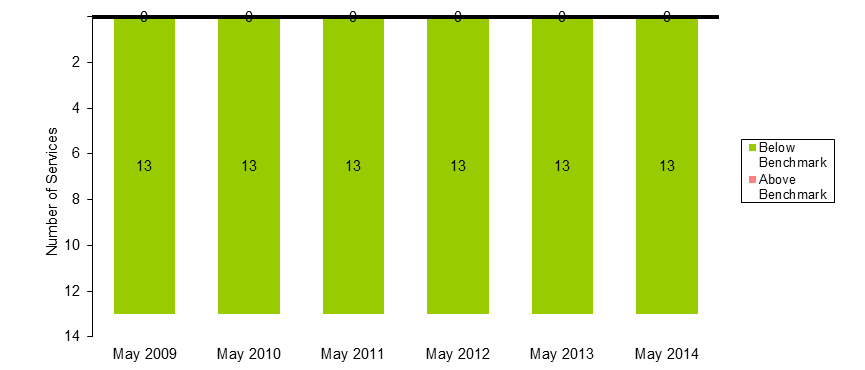 0 0 0 0 0 0
2
4
6
8
10
12
14
Number of Services
13 13 13 13 13 13
May 2009 May 2010 May 2011 May 2012 May 2013 May 2014
Below
Benchmark
Above
Benchmark